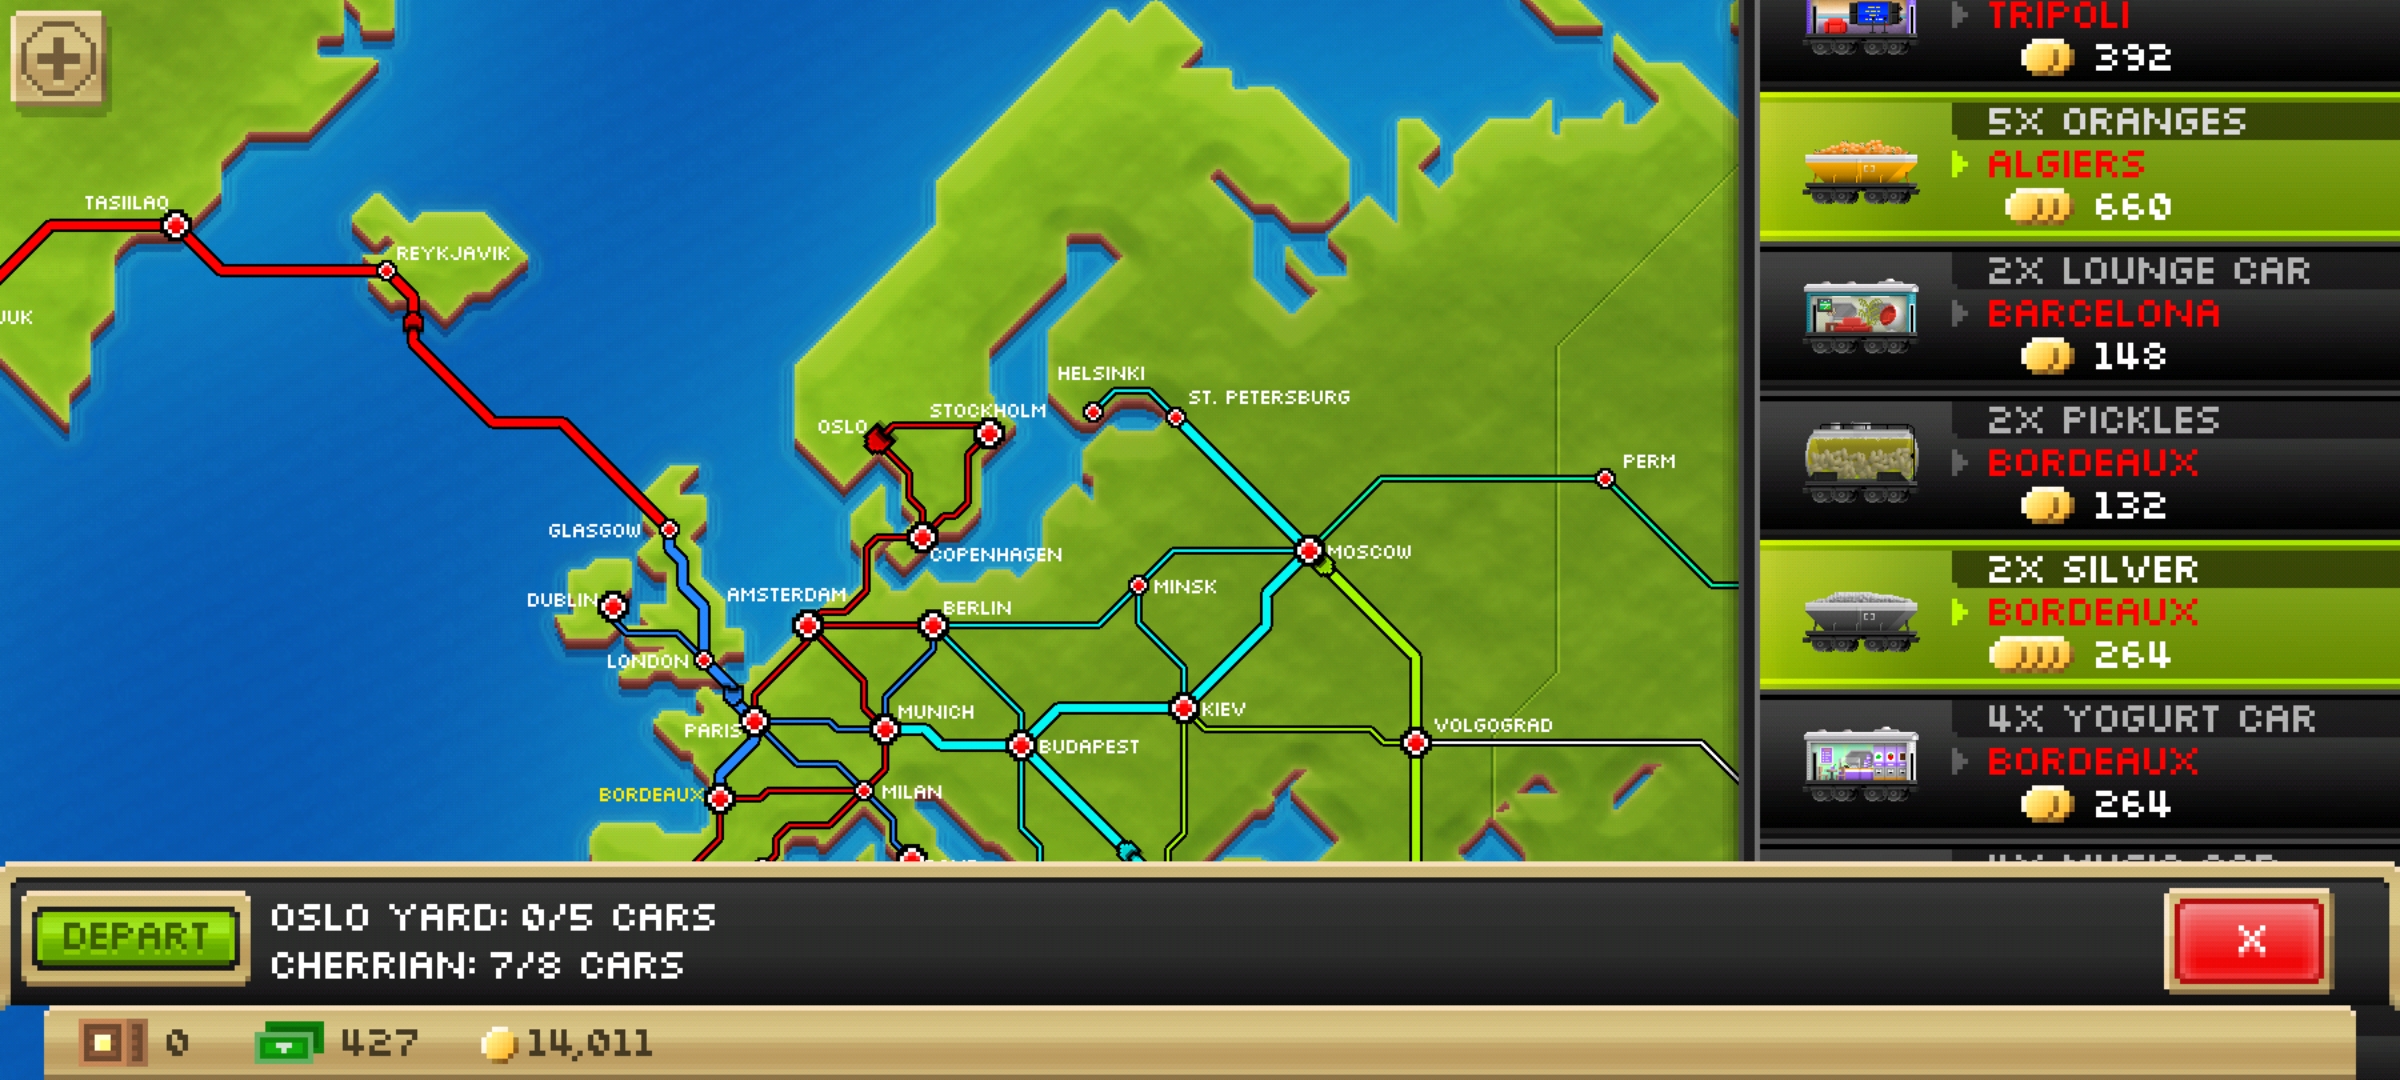 TRIPOLI
392
5X ORANGES
ALGIERS
660
2X LOUNGE CAR
BARCELONA
148
2X PICKLES
BORDEAUX
132
2X SILVER
BORDEAUX
264
4X YOGURT CAR
BORDEAUX
264
TASIILAQ
REYKJAVIK
HELSINKI
ST. PETERSBURG
STOCKHOLM
OSLO
PERM
GLASGOW
COPENHAGEN
MOSCOW
MINSK
DUBLIN
AMSTERDAM
BERLIN
LONDON
MUNICH
KIEV
PARIS
BUDAPEST
VOLGOGRAD
BORDEAUX
MILAN
DEPART
OSLO YARD: 0/5 CARS
CHERRIAN: 7/8 CARS
X
0
427
14,011